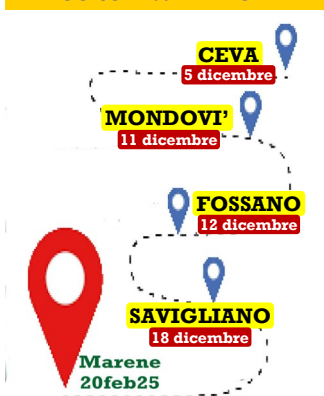 CEVA
5 dicembre
MONDOVI’
11 dicembre
FOSSANO
12 dicembre
SAVIGLIANO
18 dicembre
Marene
20feb25